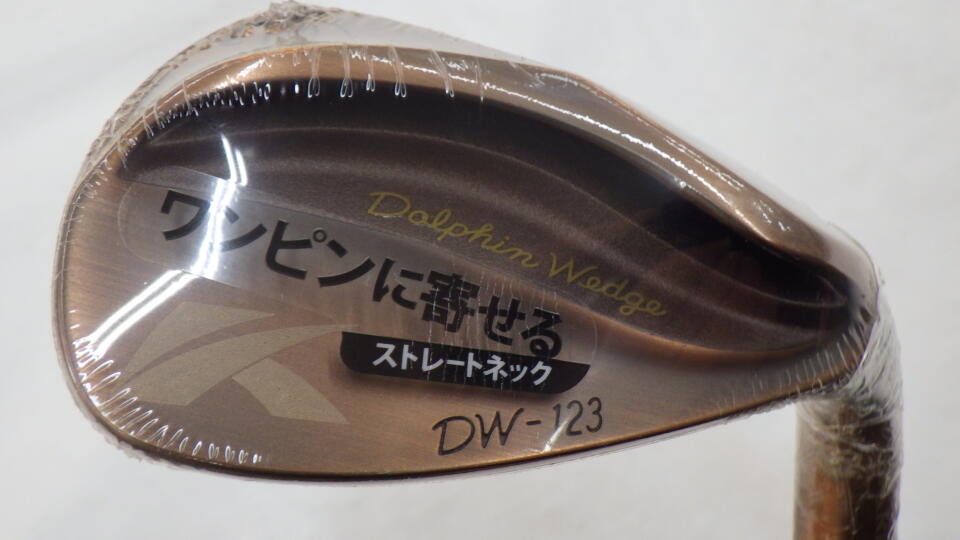 Dolphin Wedge
ワンピンに寄せる
ストレートネック
DW-123